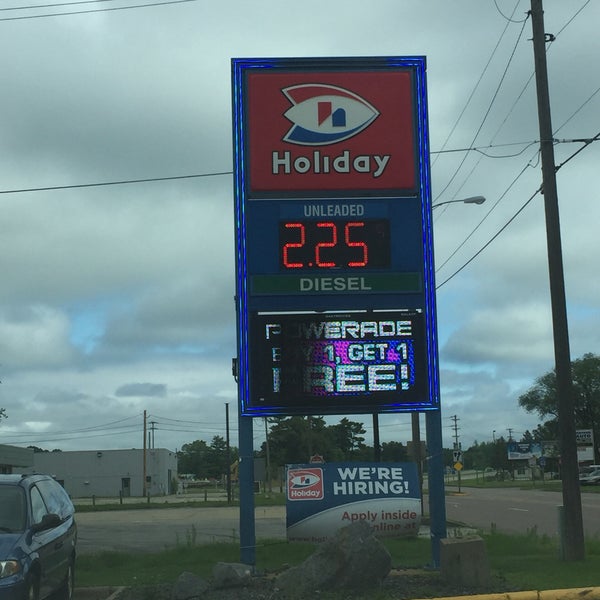 Holiday
UNLEADED
2.25
DIESEL
POWERADE
BUY 1, GET 1
FREE!
Holiday
WE'RE
HIRING!
Apply inside